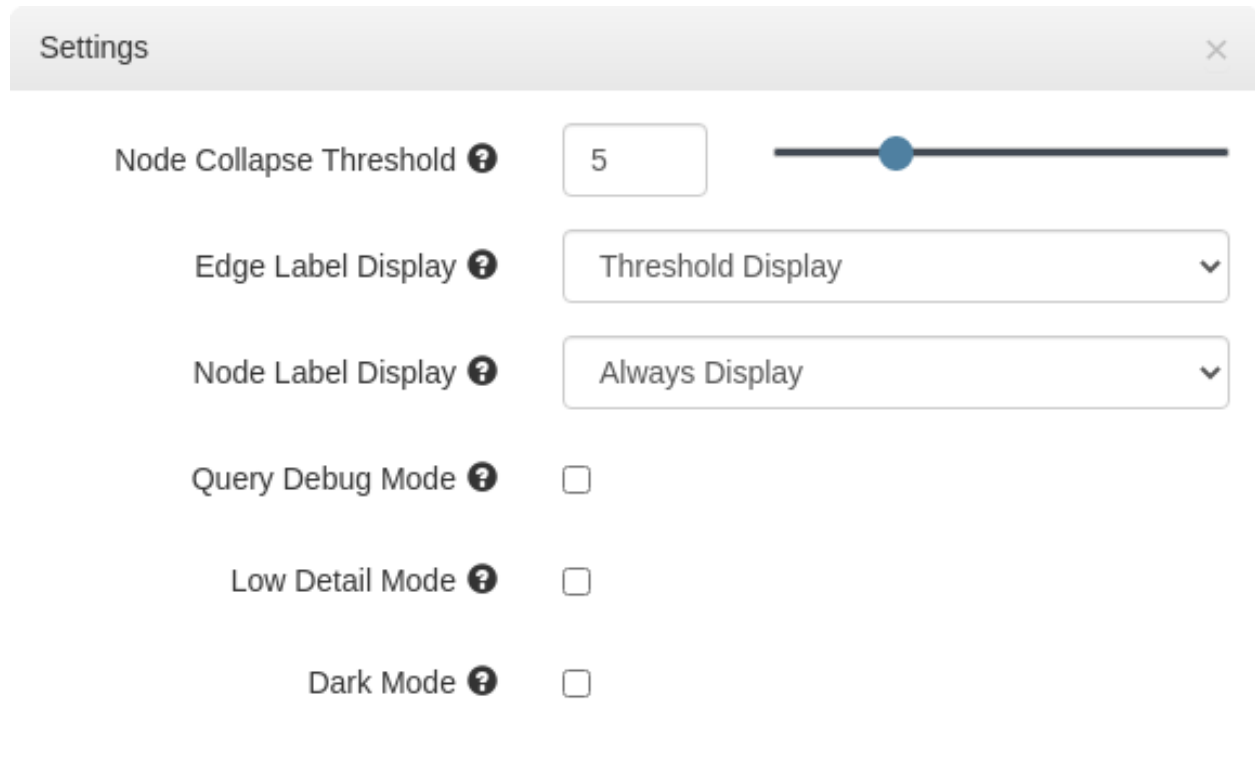 Settings
Node Collapse Threshold 5
Edge Label Display Threshold Display
Node Label Display Always Display
Query Debug Mode
Low Detail Mode
Dark Mode